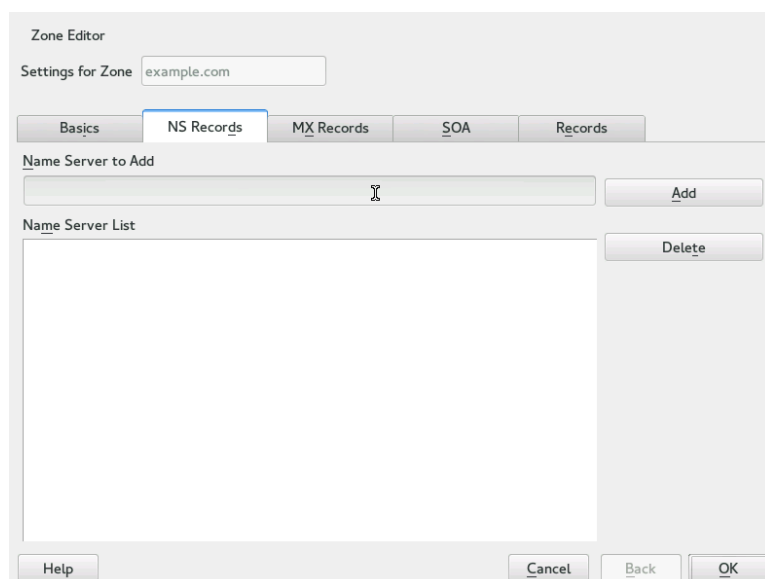 Zone Editor
Settings for Zone example.com
Basics NS Records MX Records SOA Records
Name Server to Add
Add
Name Server List
Delete
Help Cancel Back OK